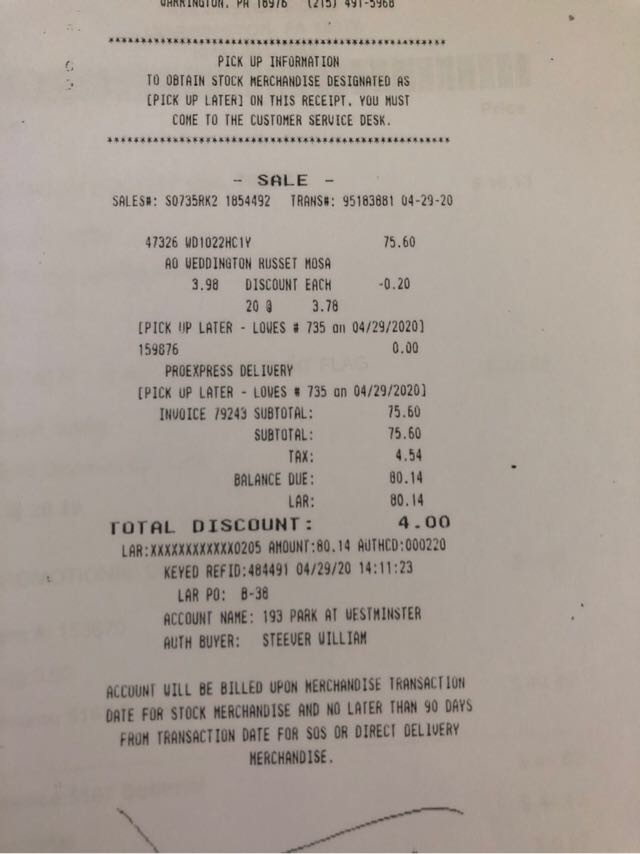 WARRINGTON, PA 18976 (215) 491-5968
****************************************************
PICK UP INFORMATION
TO OBTAIN STOCK MERCHANDISE DESIGNATED AS
[PICK UP LATER] ON THIS RECEIPT, YOU MUST
COME TO THE CUSTOMER SERVICE DESK.
****************************************************
- SALE -
SALES#: S0735RK2 1854492 TRANS#: 95183881 04-29-20
47326 WD1022HC1Y 75.60
AO WEDDINGTON RUSSET MOSA
3.98 DISCOUNT EACH -0.20
20 @ 3.78
[PICK UP LATER - LOWES # 735 on 04/29/2020]
159876 0.00
PROEXPRESS DELIVERY
[PICK UP LATER - LOWES # 735 on 04/29/2020]
INVOICE 79243 SUBTOTAL: 75.60
SUBTOTAL: 75.60
TAX: 4.54
BALANCE DUE: 80.14
LAR: 80.14
TOTAL DISCOUNT: 4.00
LAR:XXXXXXXXXXXX0205 AMOUNT:80.14 AUTHCD:000220
KEYED REFID:484491 04/29/20 14:11:23
LAR PO: B-38
ACCOUNT NAME: 193 PARK AT WESTMINSTER
AUTH BUYER: STEEVER WILLIAM
ACCOUNT WILL BE BILLED UPON MERCHANDISE TRANSACTION
DATE FOR STOCK MERCHANDISE AND NO LATER THAN 90 DAYS
FROM TRANSACTION DATE FOR SOS OR DIRECT DELIVERY
MERCHANDISE.